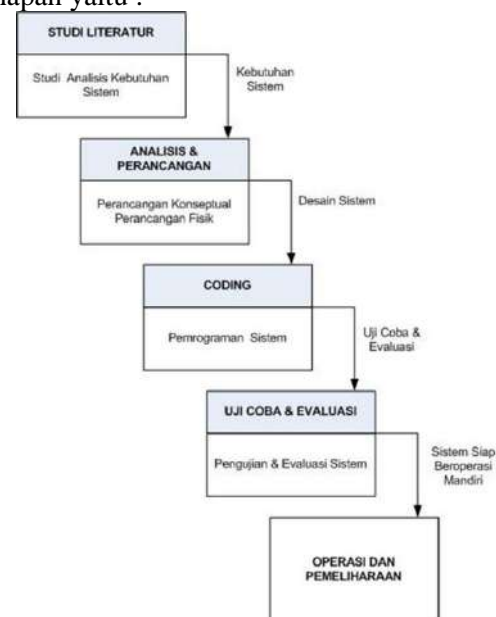 yaitu :
STUDI LITERATUR
Studi Analisis Kebutuhan
Sistem
Kebutuhan
Sistem
ANALISIS &
PERANCANGAN
Perancangan Konseptual
Perancangan Fisik
Desain Sistem
CODING
Pemrograman Sistem
Uji Coba &
Evaluasi
UJI COBA & EVALUASI
Pengujian & Evaluasi Sistem
Sistem Siap
Beroperasi
Mandiri
OPERASI DAN
PEMELIHARAAN